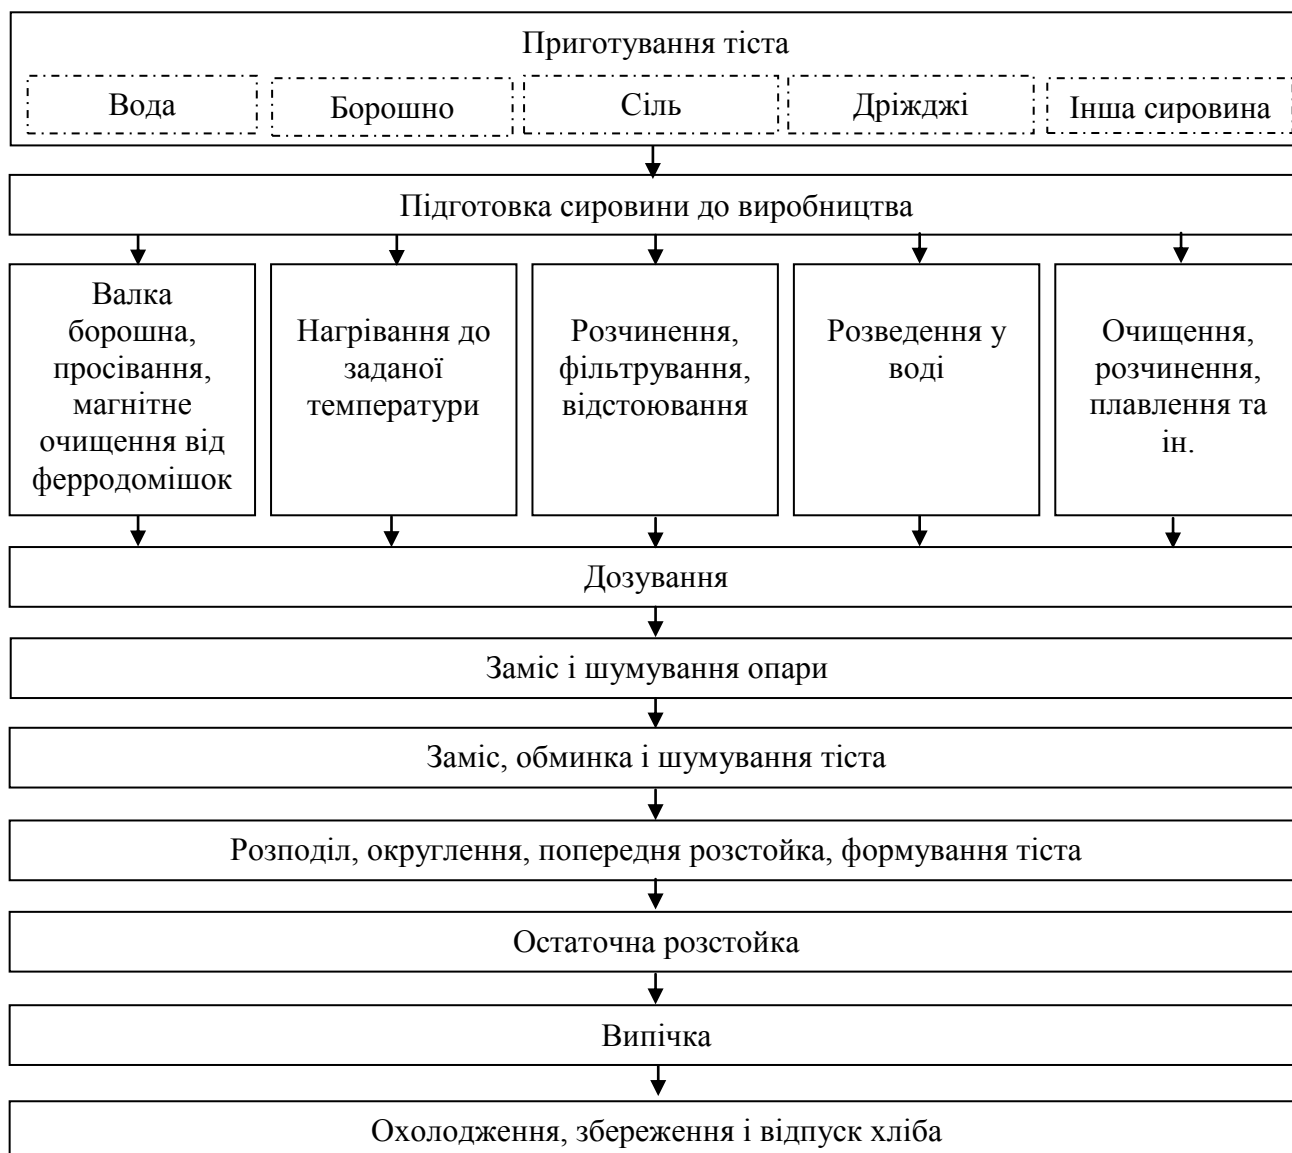 Приготування тіста
Вода
Борошно
Сіль
Дріжджі
Інша сировина
Підготовка сировини до виробництва
Валка
борошна,
просівання,
магнітне
очищення від
ферродомішок
Нагрівання до
заданої
температури
Розчинення,
фільтрування,
відстоювання
Розведення у
воді
Очищення,
розчинення,
плавлення та
ін.
Дозування
Заміс і шумування опари
Заміс, обминка і шумування тіста
Розподіл, округлення, попередня розстойка, формування тіста
Остаточна розстойка
Випічка
Охолодження, збереження і відпуск хліба